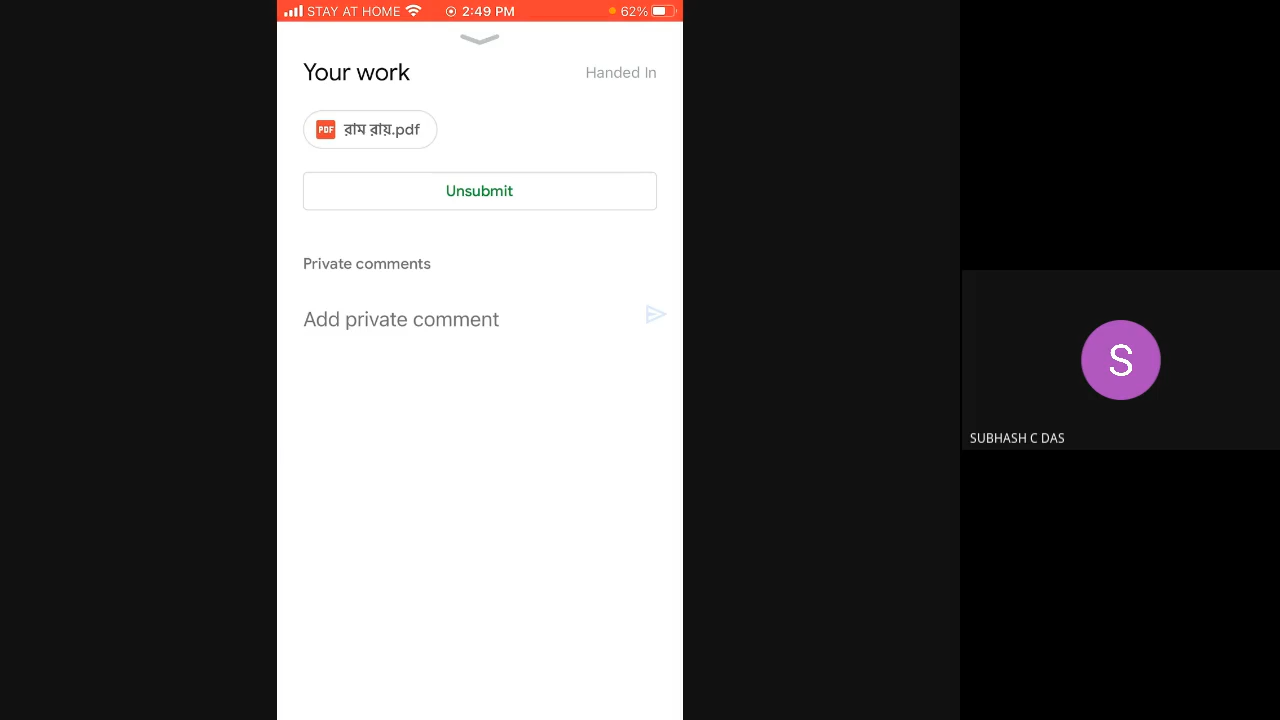 STAY AT HOME 2:49 PM 62%
Your work Handed In
PDF রাম রায়.pdf
Unsubmit
Private comments
Add private comment
S
SUBHASH C DAS